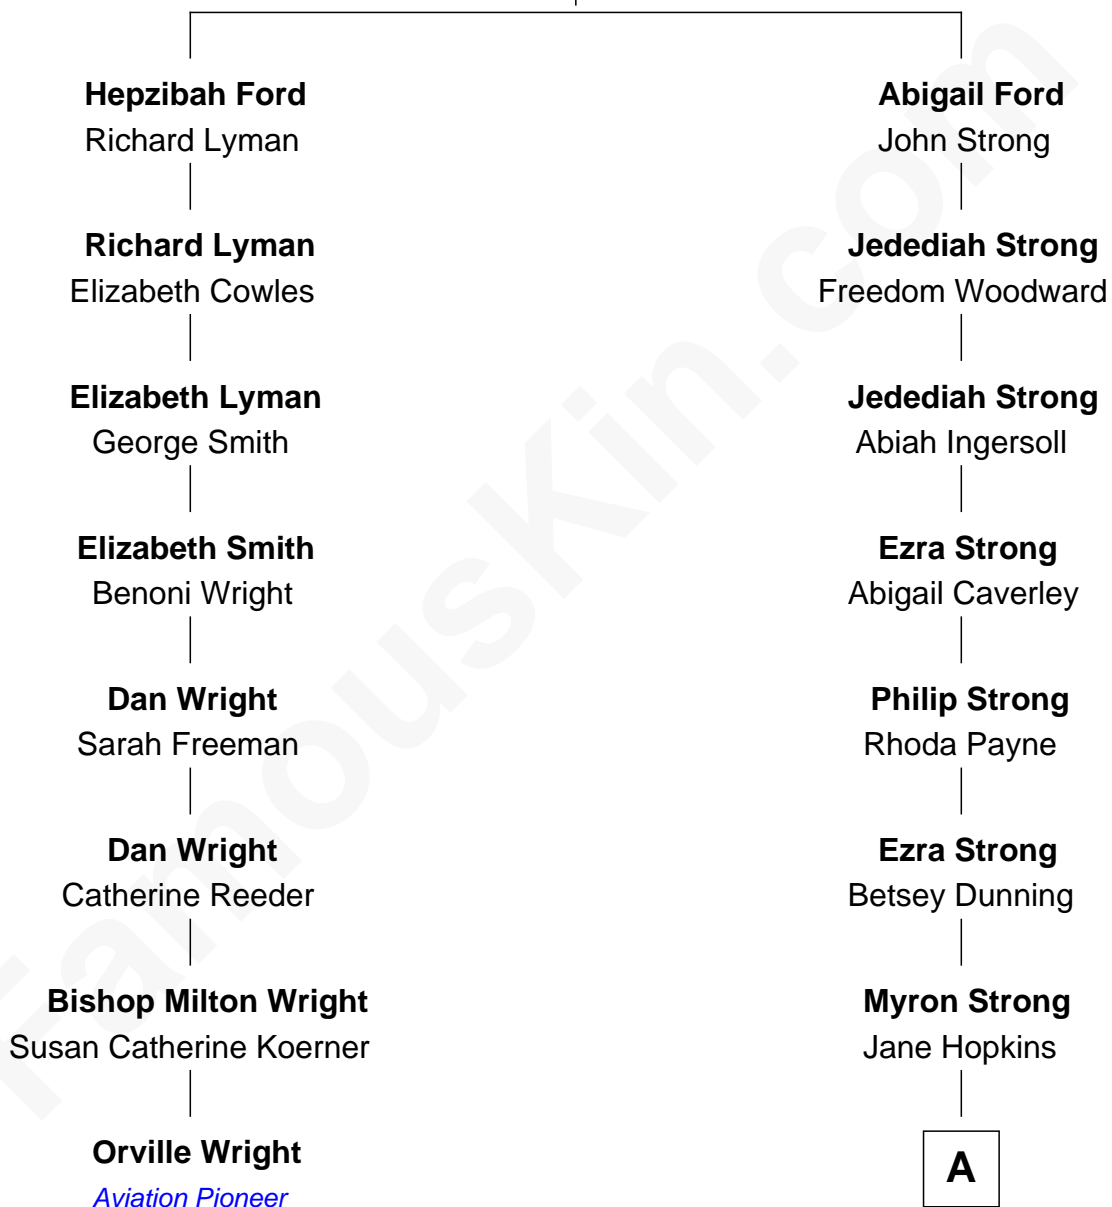 Hepzibah Ford
Richard Lyman
Abigail Ford
John Strong
Richard Lyman
Elizabeth Cowles
Jedediah Strong
Freedom Woodward
Elizabeth Lyman
George Smith
Jedediah Strong
Abiah Ingersoll
Elizabeth Smith
Benoni Wright
Ezra Strong
Abigail Caverley
Dan Wright
Sarah Freeman
Philip Strong
Rhoda Payne
Dan Wright
Catherine Reeder
Ezra Strong
Betsey Dunning
Bishop Milton Wright
Susan Catherine Koerner
Myron Strong
Jane Hopkins
Orville Wright
Aviation Pioneer
A
FamousKin.com